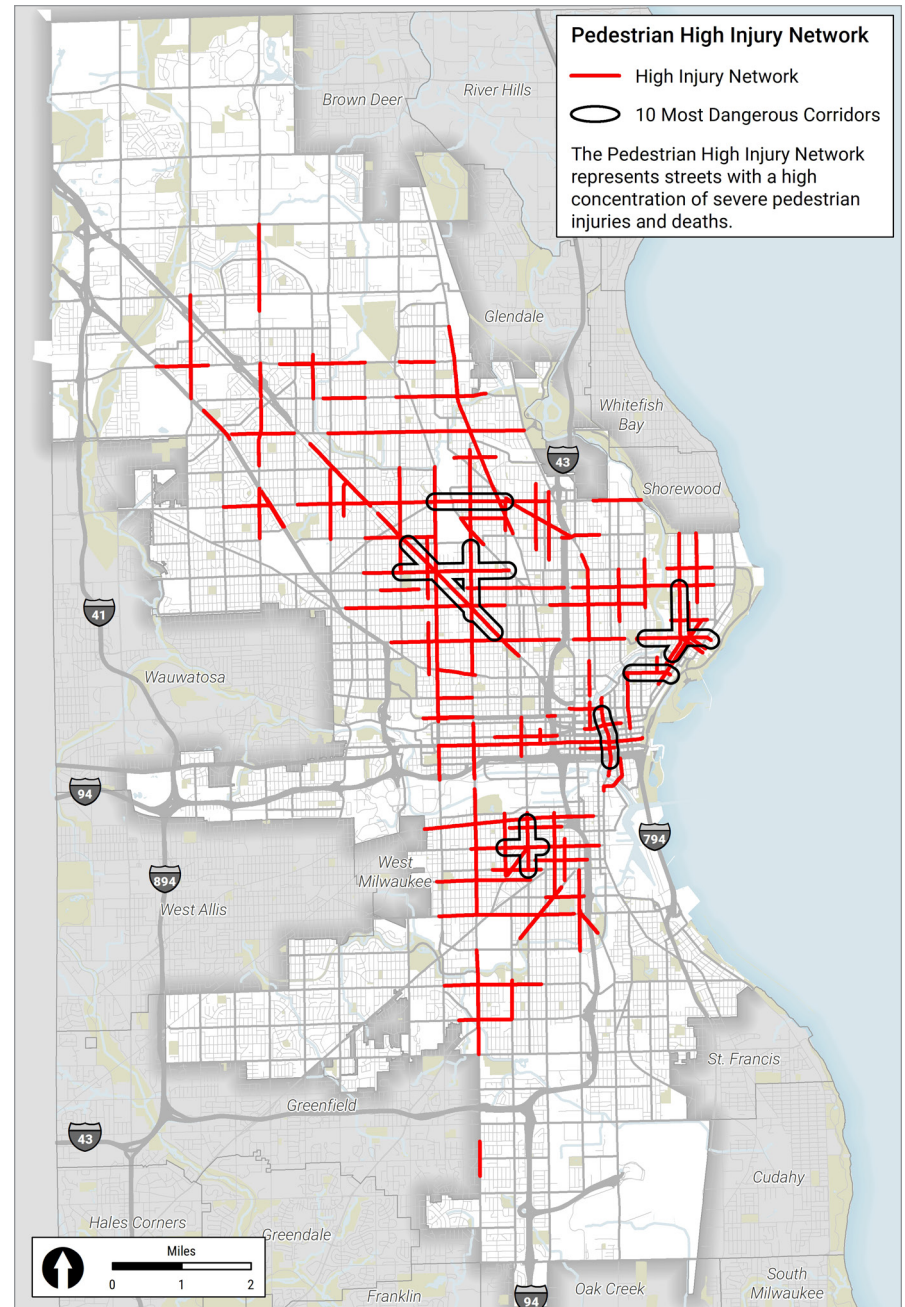 Pedestrian High Injury Network
High Injury Network
10 Most Dangerous Corridors
The Pedestrian High Injury Network
represents streets with a high
concentration of severe pedestrian
injuries and deaths.
Brown Deer
River Hills
Glendale
Whitefish
Bay
43
Shorewood
41
Wauwatosa
94
794
894
West
Milwaukee
West Allis
St. Francis
Greenfield
43
Cudahy
Hales Corners
Greendale
Miles
0 1 2
Franklin
94
Oak Creek
South
Milwaukee